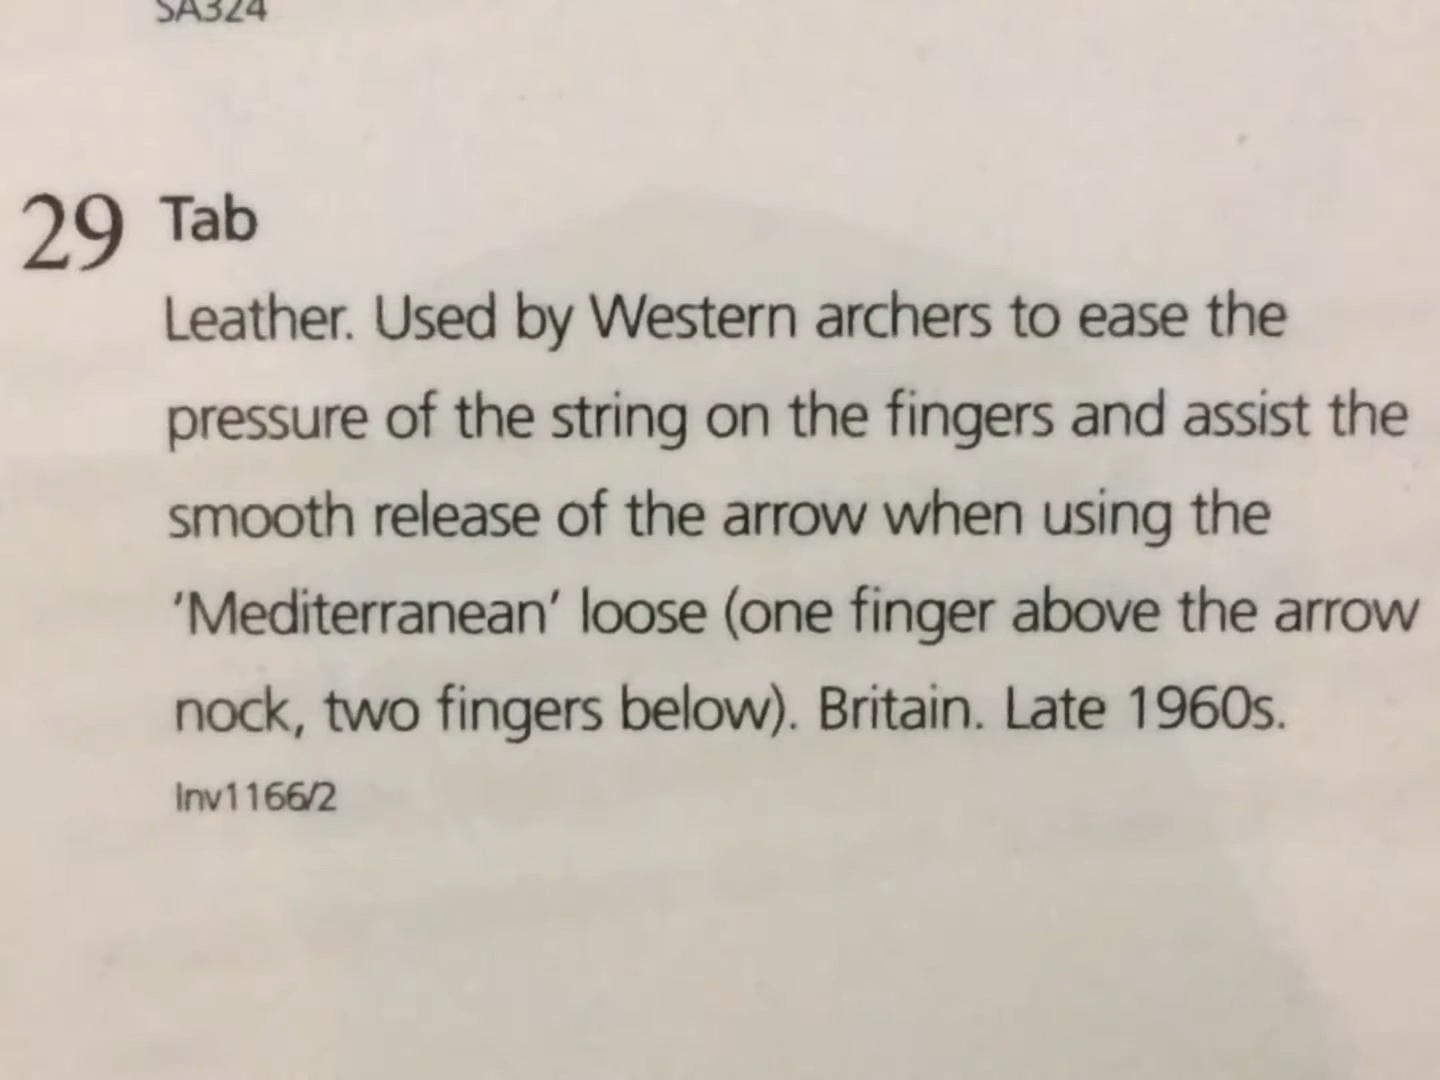 SA324
29 Tab
Leather. Used by Western archers to ease the
pressure of the string on the fingers and assist the
smooth release of the arrow when using the
‘Mediterranean’ loose (one finger above the arrow
nock, two fingers below). Britain. Late 1960s.
Inv1166/2